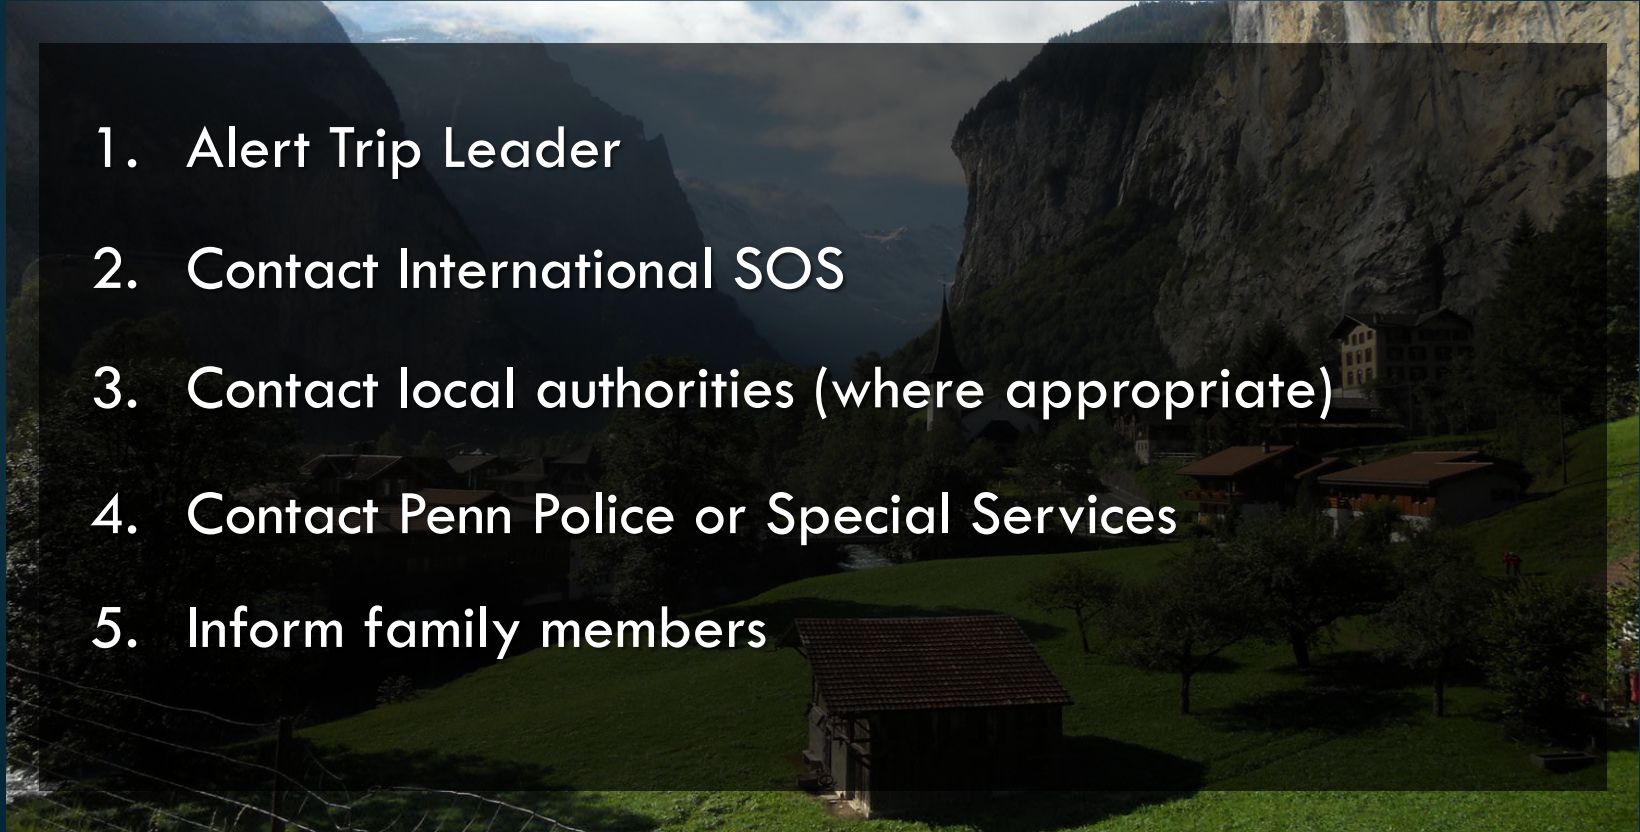 1. Alert Trip Leader
2. Contact International SOS
3. Contact local authorities (where appropriate)
4. Contact Penn Police or Special Services
5. Inform family members